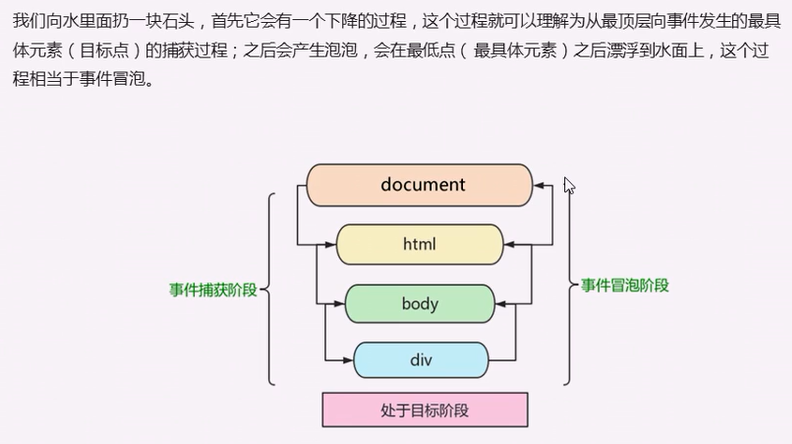 我们向水里面扔一块石头，首先它会有一个下降的过程，这个过程就可以理解为从最顶层向事件发生的最具
体元素（目标点）的捕获过程；之后会产生泡泡，会在最低点（ 最具体元素）之后漂浮到水面上，这个过
程相当于事件冒泡。
document
html
事件捕获阶段
事件冒泡阶段
body
div
处于目标阶段